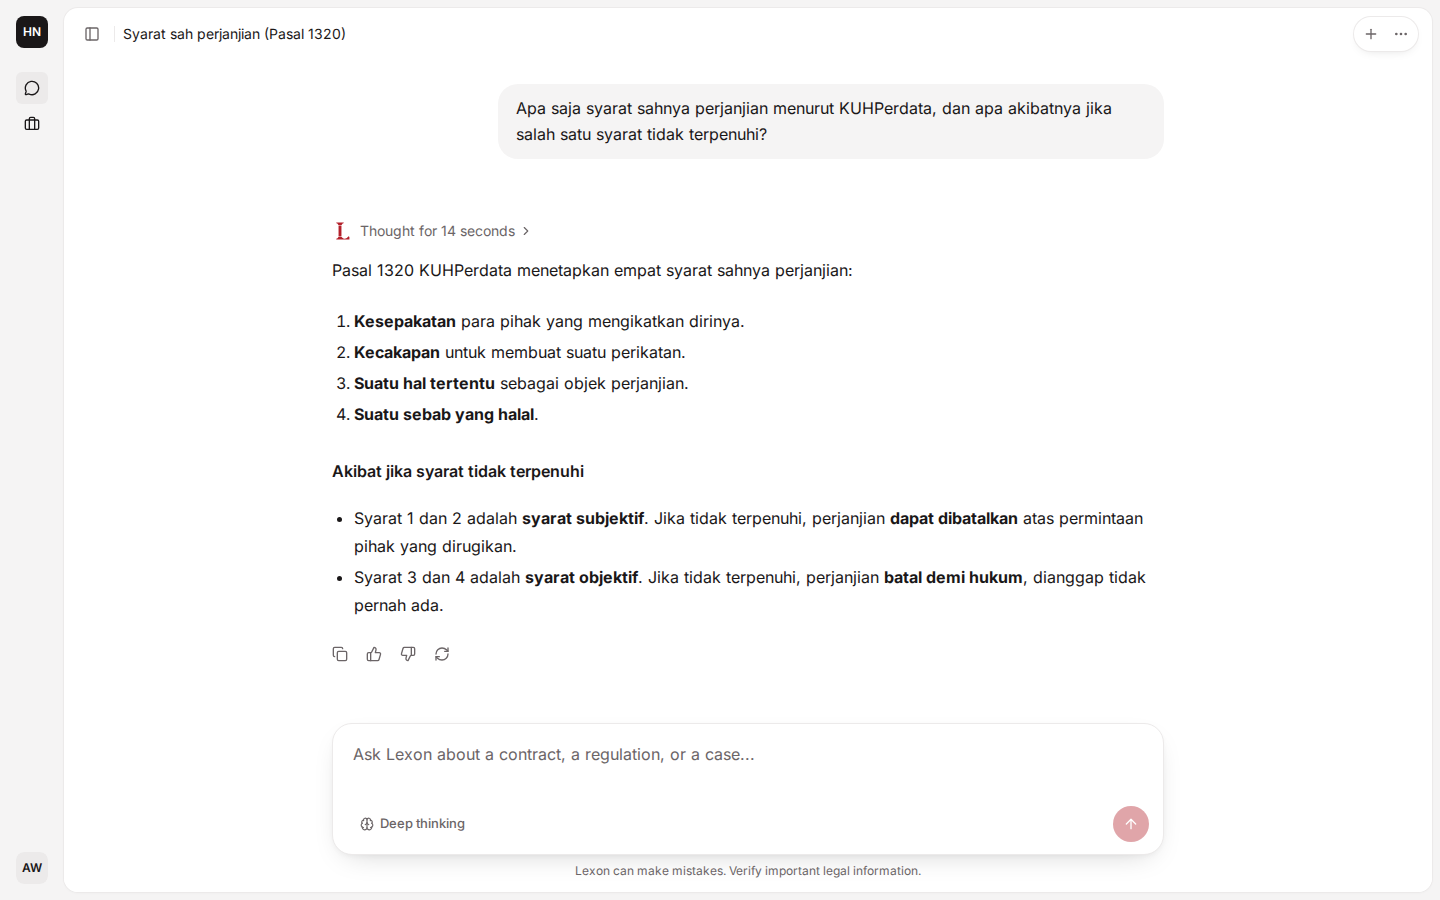 HN
Syarat sah perjanjian (Pasal 1320)
Apa saja syarat sahnya perjanjian menurut KUHPerdata, dan apa akibatnya jika
salah satu syarat tidak terpenuhi?
L
Thought for 14 seconds
Pasal 1320 KUHPerdata menetapkan empat syarat sahnya perjanjian:
1. Kesepakatan para pihak yang mengikatkan dirinya.
2. Kecakapan untuk membuat suatu perikatan.
3. Suatu hal tertentu sebagai objek perjanjian.
4. Suatu sebab yang halal.
Akibat jika syarat tidak terpenuhi
• Syarat 1 dan 2 adalah syarat subjektif. Jika tidak terpenuhi, perjanjian dapat dibatalkan atas permintaan
pihak yang dirugikan.
• Syarat 3 dan 4 adalah syarat objektif. Jika tidak terpenuhi, perjanjian batal demi hukum, dianggap tidak
pernah ada.
Ask Lexon about a contract, a regulation, or a case...
Deep thinking
AW
Lexon can make mistakes. Verify important legal information.